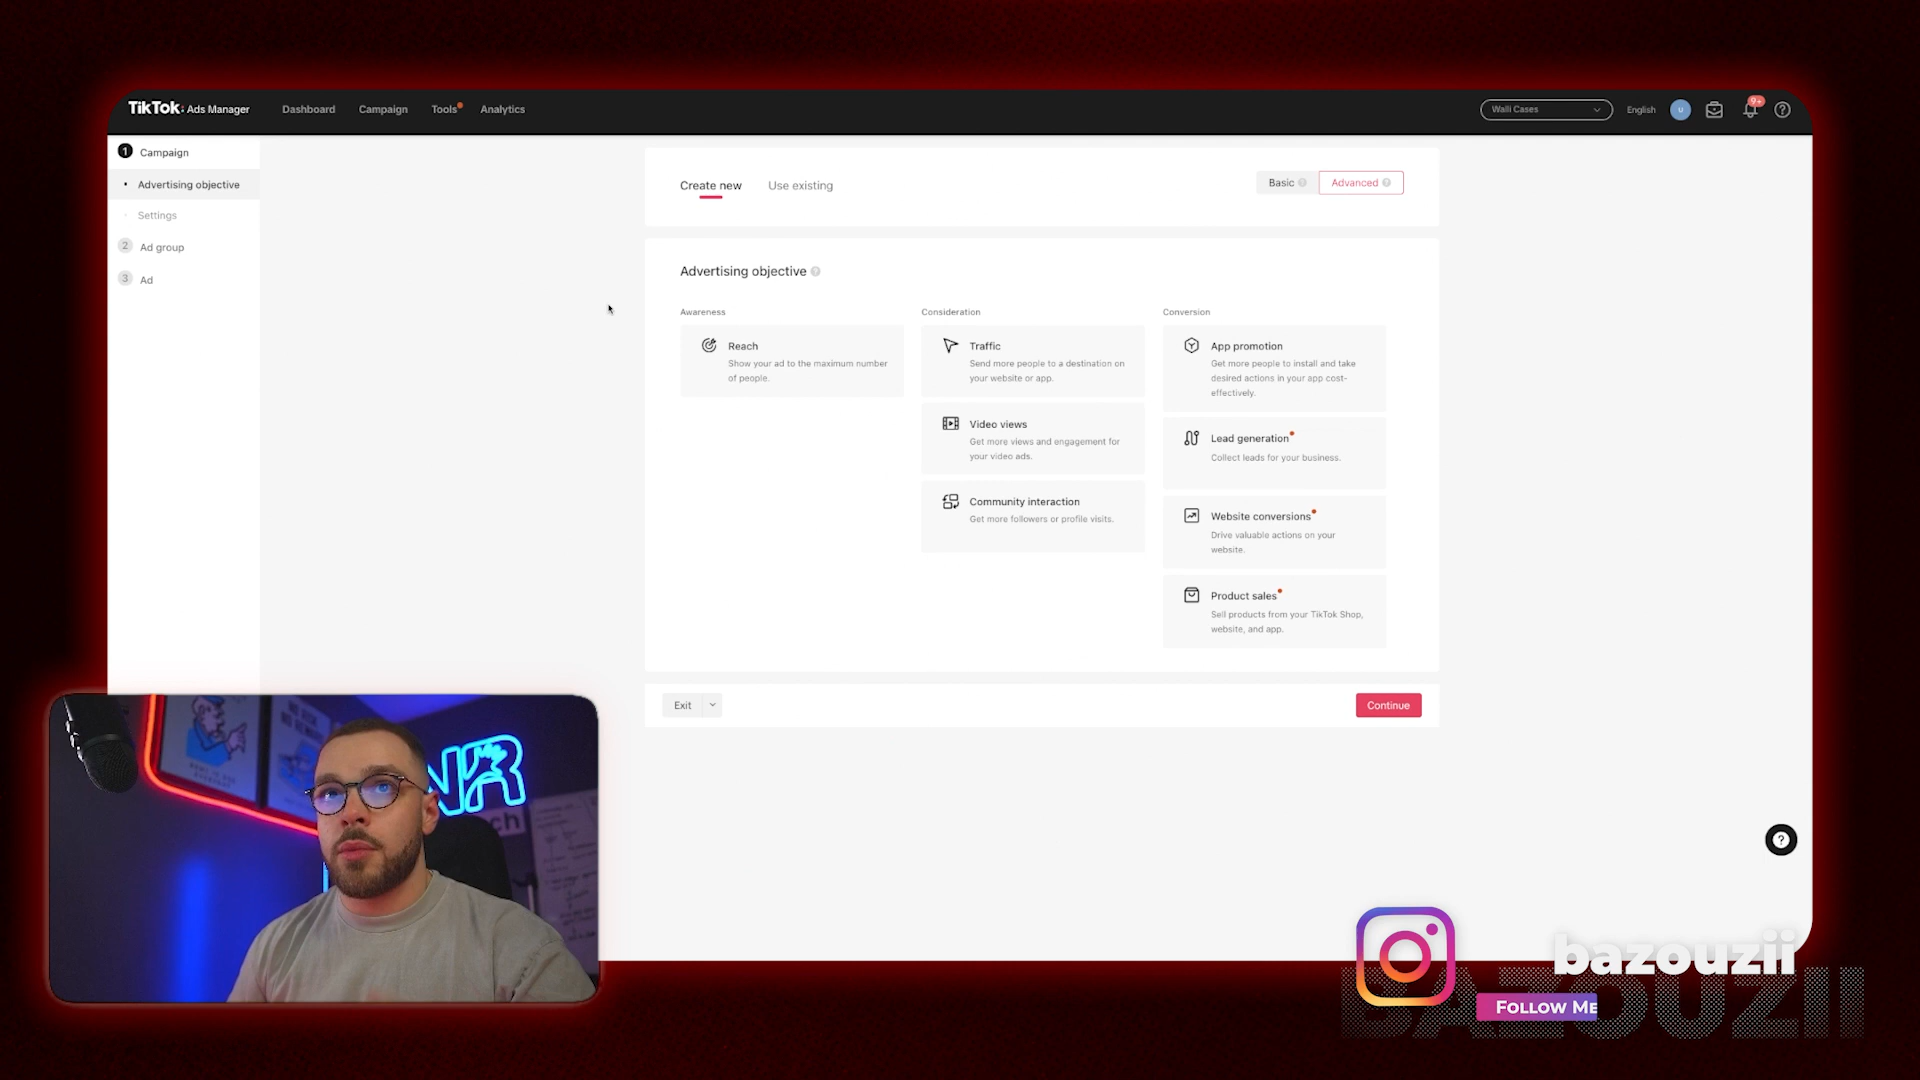 TikTok: Ads Manager
Dashboard
Campaign
Tools
Analytics
Walli Cases
English
U
9+
1 Campaign
Advertising objective
Settings
2 Ad group
3 Ad
Create new
Use existing
Basic
Advanced
Advertising objective
Awareness
Reach
Show your ad to the maximum number
of people.
Consideration
Traffic
Send more people to a destination on
your website or app.
Video views
Get more views and engagement for
your video ads.
Community interaction
Get more followers or profile visits.
Conversion
App promotion
Get more people to install and take
desired actions in your app cost-
effectively.
Lead generation
Collect leads for your business.
Website conversions
Drive valuable actions on your
website.
Product sales
Sell products from your TikTok Shop,
website, and app.
Exit
Continue
bazouzii
BAZOUZII
Follow Me